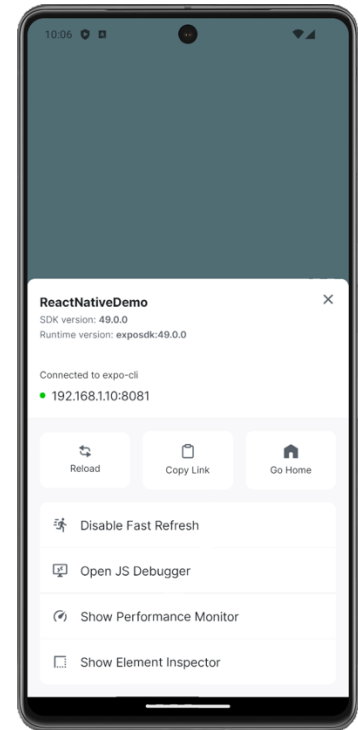 10:06
ReactNativeDemo
SDK version: 49.0.0
Runtime version: exposdk:49.0.0
Connected to expo-cli
192.168.1.10:8081
Reload
Copy Link
Go Home
Disable Fast Refresh
Open JS Debugger
Show Performance Monitor
Show Element Inspector